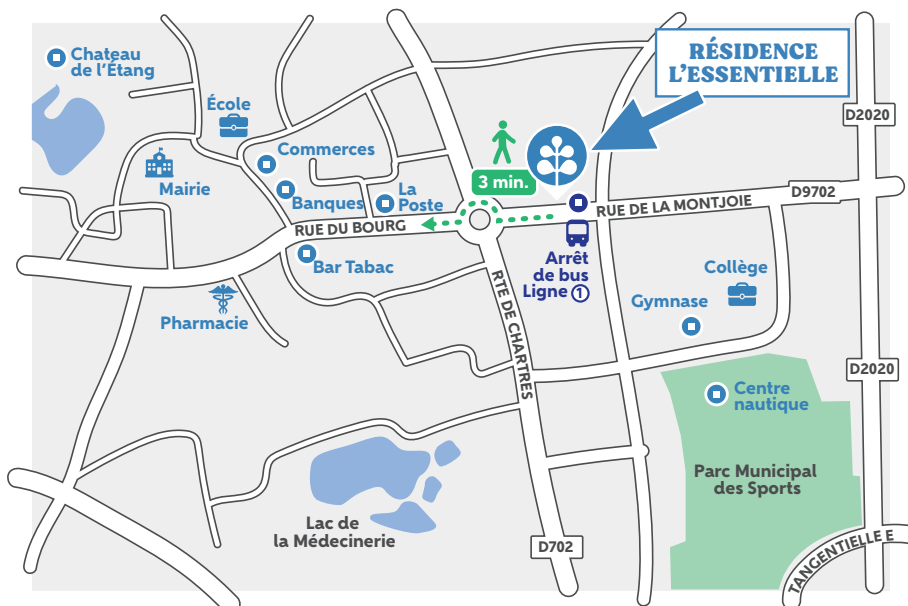 Chateau
de l'Étang
RÉSIDENCE
L'ESSENTIELLE
École
D2020
Commerces
Mairie
3 min.
Banques
La
Poste
D9702
RUE DE LA MONTJOIE
RUE DU BOURG
Bar Tabac
Arrêt
de bus
Ligne 1
Collège
Gymnase
Pharmacie
RTE DE CHARTRES
D2020
Centre
nautique
Parc Municipal
des Sports
Lac de
la Médecinerie
D702
TANGENTIELLE E